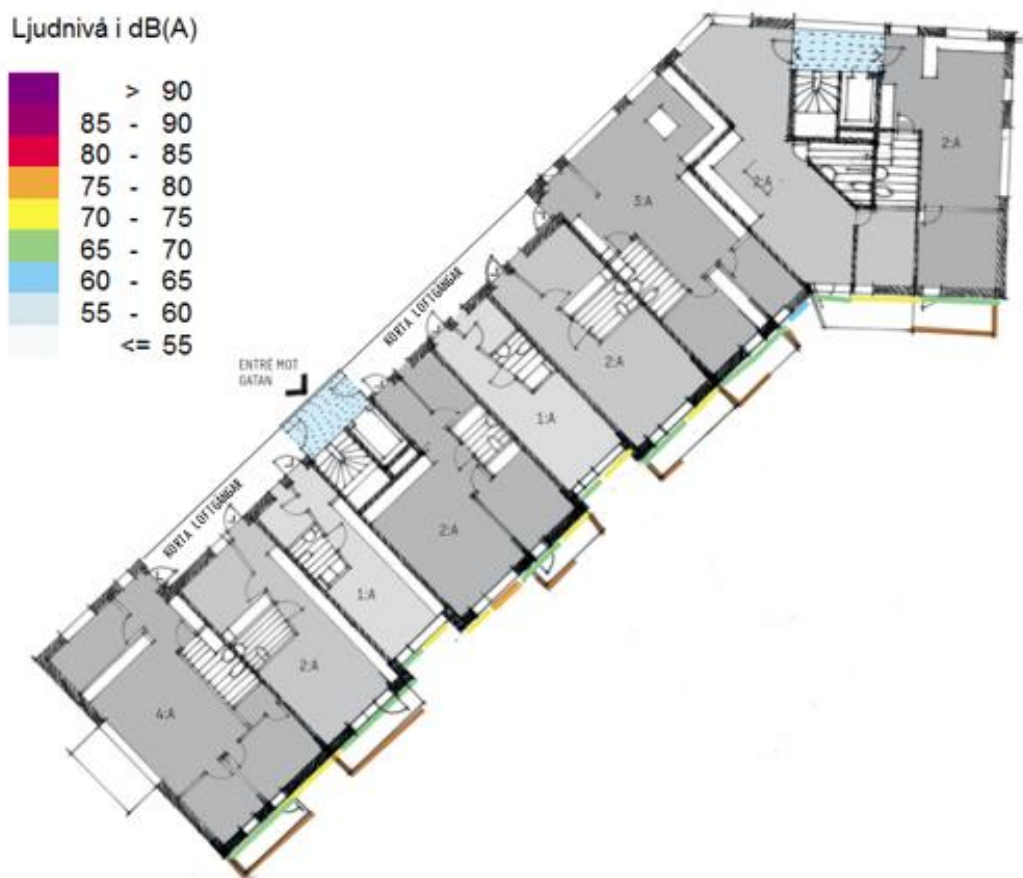 Ljudnivå i dB(A)
> 90
85 - 90
80 - 85
75 - 80
70 - 75
65 - 70
60 - 65
55 - 60
<= 55
2:A
2:A
3:A
KORTA LOFTGÅNGAR
2:A
ENTRÉ MOT
GATAN
1:A
KORTA LOFTGÅNGAR
2:A
1:A
2:A
4:A